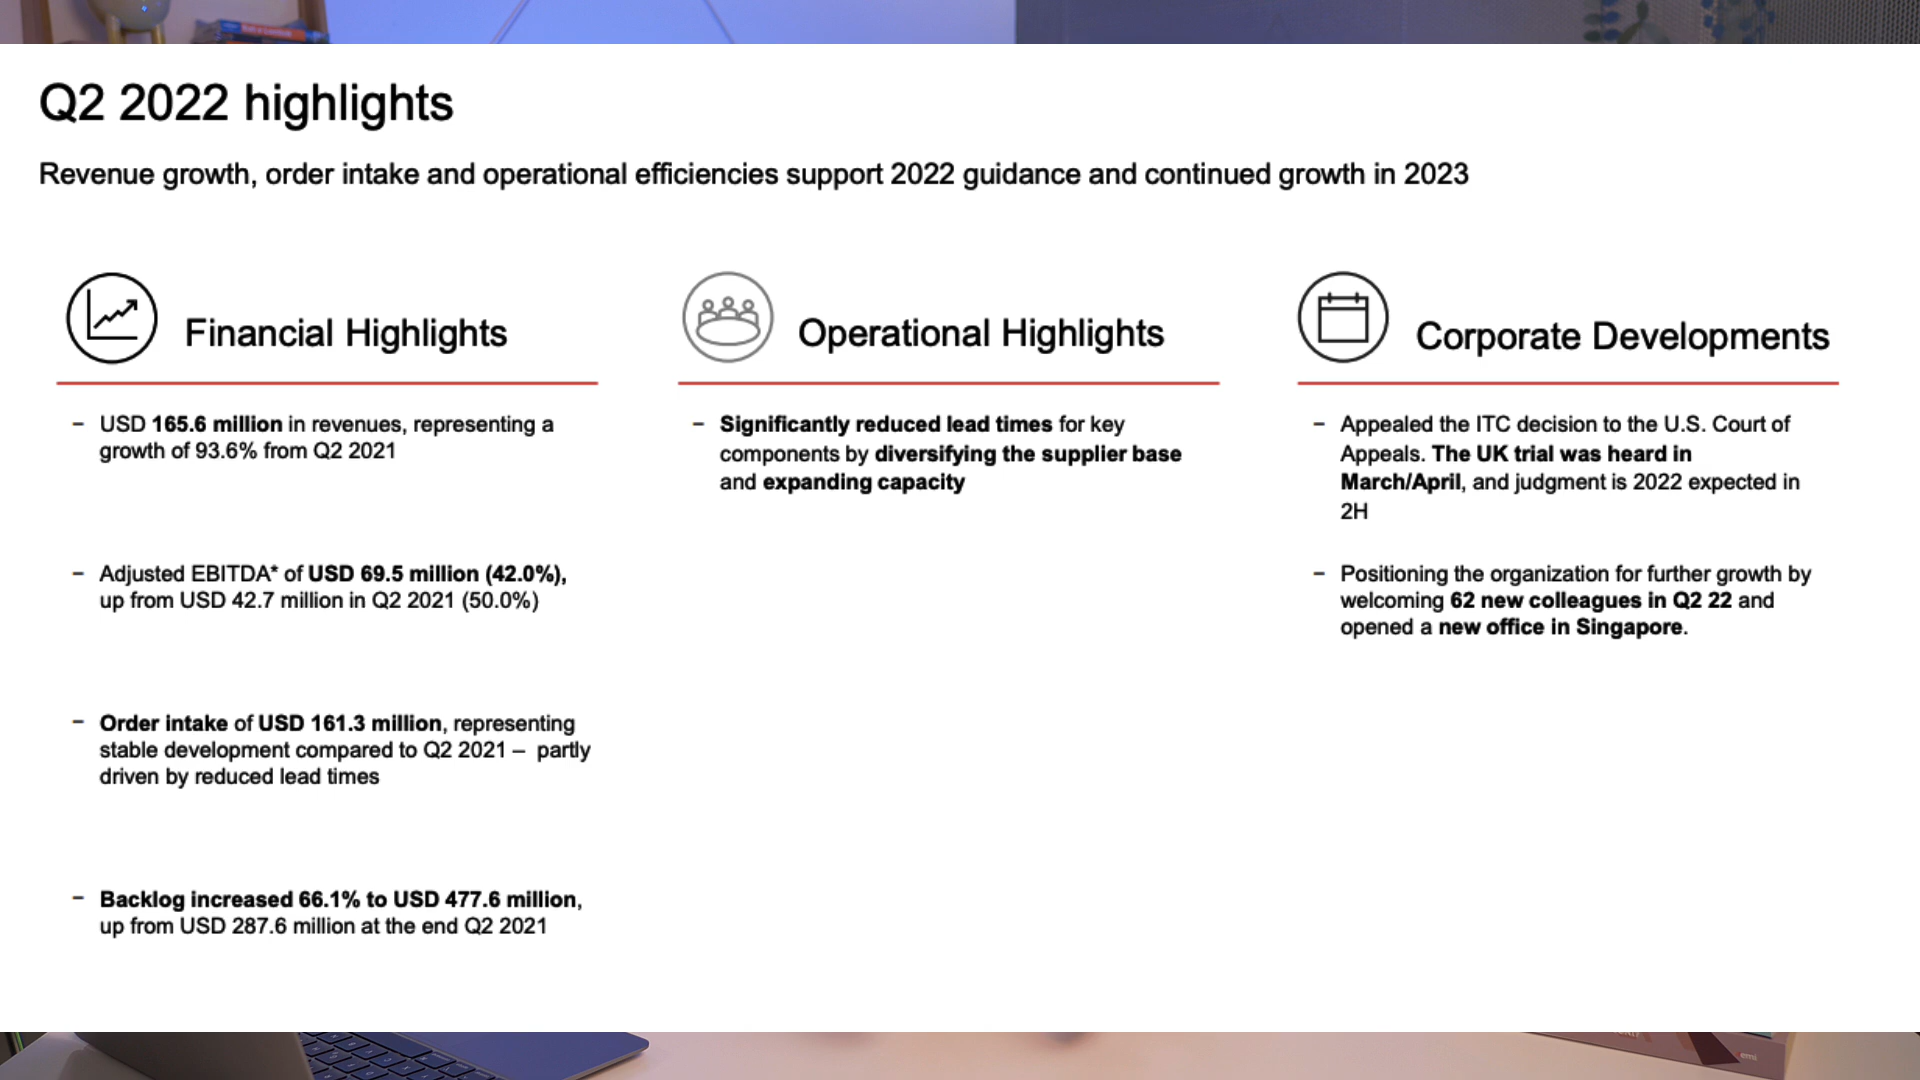 Q2 2022 highlights
Revenue growth, order intake and operational efficiencies support 2022 guidance and continued growth in 2023
Financial Highlights
– USD 165.6 million in revenues, representing a
growth of 93.6% from Q2 2021
– Adjusted EBITDA* of USD 69.5 million (42.0%),
up from USD 42.7 million in Q2 2021 (50.0%)
– Order intake of USD 161.3 million, representing
stable development compared to Q2 2021 – partly
driven by reduced lead times
– Backlog increased 66.1% to USD 477.6 million,
up from USD 287.6 million at the end Q2 2021
Operational Highlights
– Significantly reduced lead times for key
components by diversifying the supplier base
and expanding capacity
Corporate Developments
– Appealed the ITC decision to the U.S. Court of
Appeals. The UK trial was heard in
March/April, and judgment is 2022 expected in
2H
– Positioning the organization for further growth by
welcoming 62 new colleagues in Q2 22 and
opened a new office in Singapore.